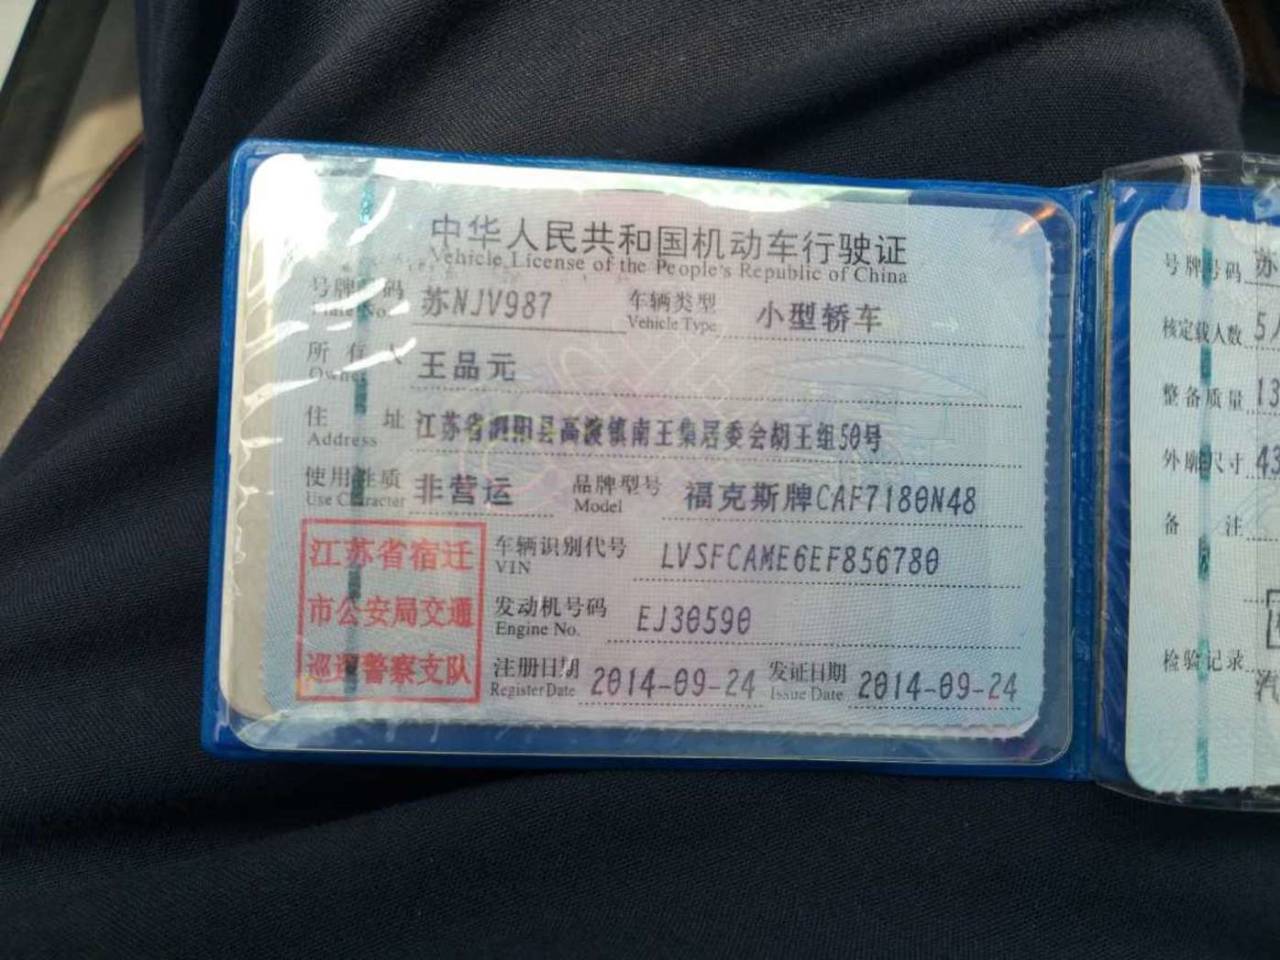 中华人民共和国机动车行驶证
Vehicle License of the People's Republic of China
号牌号码 苏NJV987 车辆类型 小型轿车
Plate No. Vehicle Type
所有人 王品元
Owner
住址 江苏省泗阳县高渡镇南王集居委会胡王组50号
Address
使用性质 非营运 品牌型号 福克斯牌CAF7180N48
Use Character Model
江苏省宿迁
市公安局交通
巡逻警察支队
车辆识别代号 LVSFCAME6EF856780
VIN
发动机号码 EJ30590
Engine No.
注册日期 2014-09-24 发证日期 2014-09-24
Register Date Issue Date
号牌号码 苏
核定载人数 5人
整备质量 13
外廓尺寸 43
备注
检验记录
汽